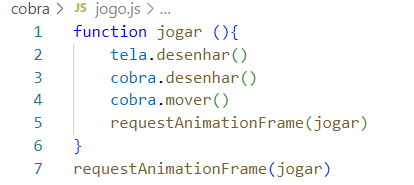 cobra > JS jogo.js > ...
1 function jogar (){
2     tela.desenhar()
3     cobra.desenhar()
4     cobra.mover()
5     requestAnimationFrame(jogar)
6 }
7 requestAnimationFrame(jogar)